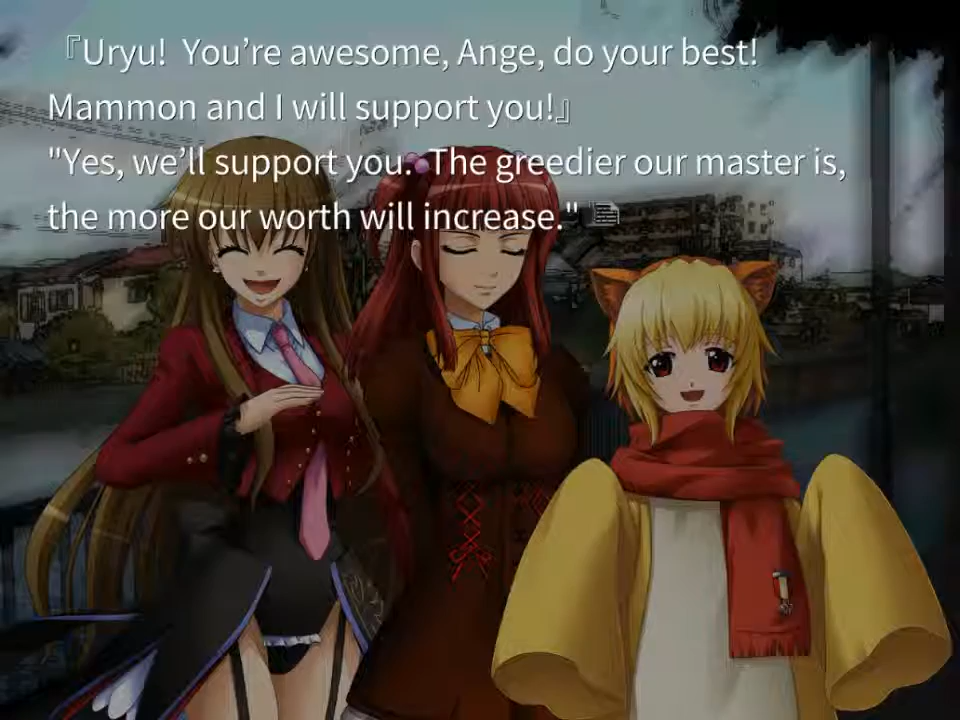 『Uryu!  You’re awesome, Ange, do your best!
Mammon and I will support you!』
"Yes, we’ll support you.  The greedier our master is,
the more our worth will increase."